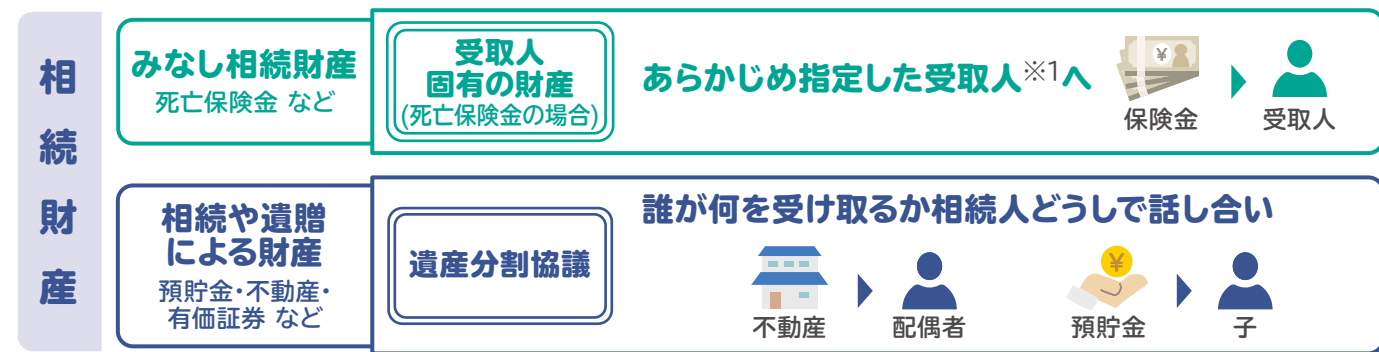 相続財産
みなし相続財産
死亡保険金 など
受取人
固有の財産
(死亡保険金の場合)
あらかじめ指定した受取人※1へ
¥
保険金
受取人
相続や遺贈
による財産
預貯金・不動産・
有価証券 など
遺産分割協議
誰が何を受け取るか相続人どうしで話し合い
不動産
配偶者
¥
預貯金
子